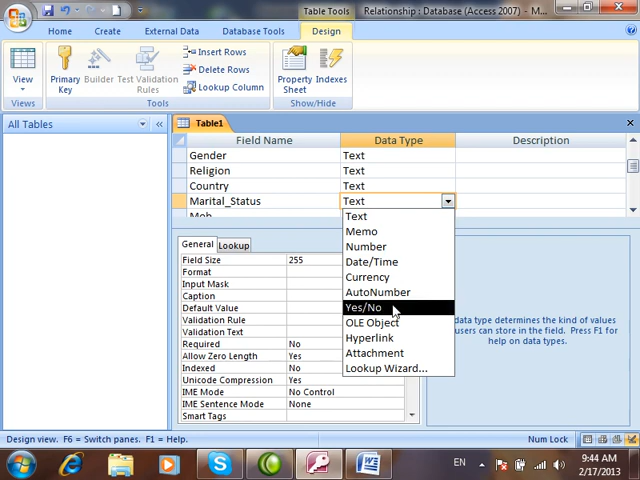 Table Tools
Relationship : Database (Access 2007) - M...
Home
Create
External Data
Database Tools
Design
View
Primary Key
Builder
Test Validation Rules
Insert Rows
Delete Rows
Lookup Column
Property Sheet
Indexes
Views
Tools
Show/Hide
All Tables
Table1
Field Name
Data Type
Description
Gender
Text
Religion
Text
Country
Text
Marital_Status
Text
Mob
Text
Memo
Number
Date/Time
Currency
AutoNumber
Yes/No
OLE Object
Hyperlink
Attachment
Lookup Wizard...
General
Lookup
Field Size
255
Format
Input Mask
Caption
Default Value
Validation Rule
Validation Text
Required
No
Allow Zero Length
Yes
Indexed
No
Unicode Compression
Yes
IME Mode
No Control
IME Sentence Mode
None
Smart Tags
data type determines the kind of values
users can store in the field. Press F1 for
help on data types.
Design view. F6 = Switch panes. F1 = Help.
Num Lock
EN
9:44 AM
2/17/2013